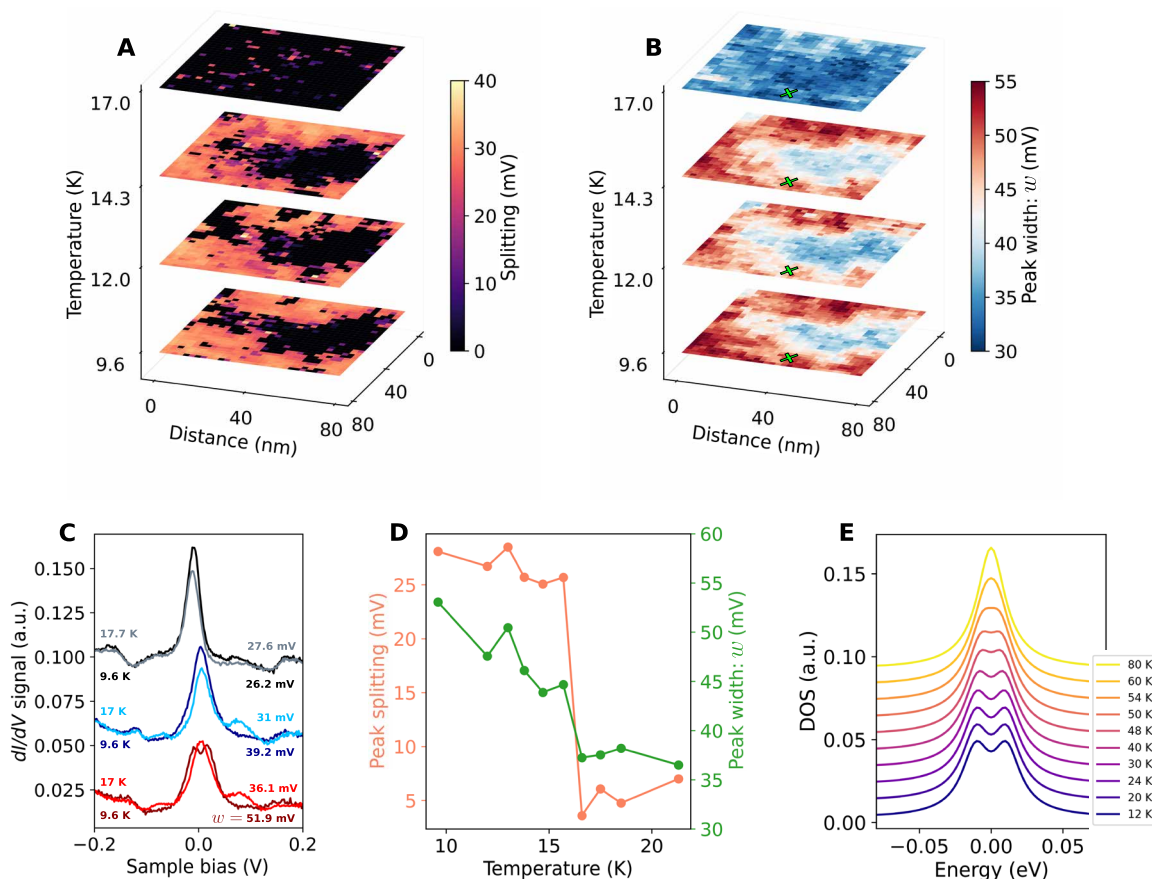 A
17.0
14.3
12.0
9.6
Temperature (K)
0
40
80
Distance (nm)
80
40
0
40
30
20
10
0
Splitting (mV)
B
17.0
14.3
12.0
9.6
Temperature (K)
0
40
80
Distance (nm)
80
40
0
55
50
45
40
35
30
Peak width: w (mV)
C
0.150
0.125
0.100
0.075
0.050
0.025
dI/dV signal (a.u.)
17.7 K
27.6 mV
9.6 K
26.2 mV
17 K
31 mV
9.6 K
39.2 mV
17 K
36.1 mV
9.6 K
w = 51.9 mV
−0.2
0.0
0.2
Sample bias (V)
D
25
20
15
10
5
Peak splitting (mV)
60
55
50
45
40
35
30
Peak width: w (mV)
10
15
20
Temperature (K)
E
0.15
0.10
0.05
0.00
DOS (a.u.)
80 K
60 K
54 K
50 K
48 K
40 K
30 K
24 K
20 K
12 K
−0.05
0.00
0.05
Energy (eV)